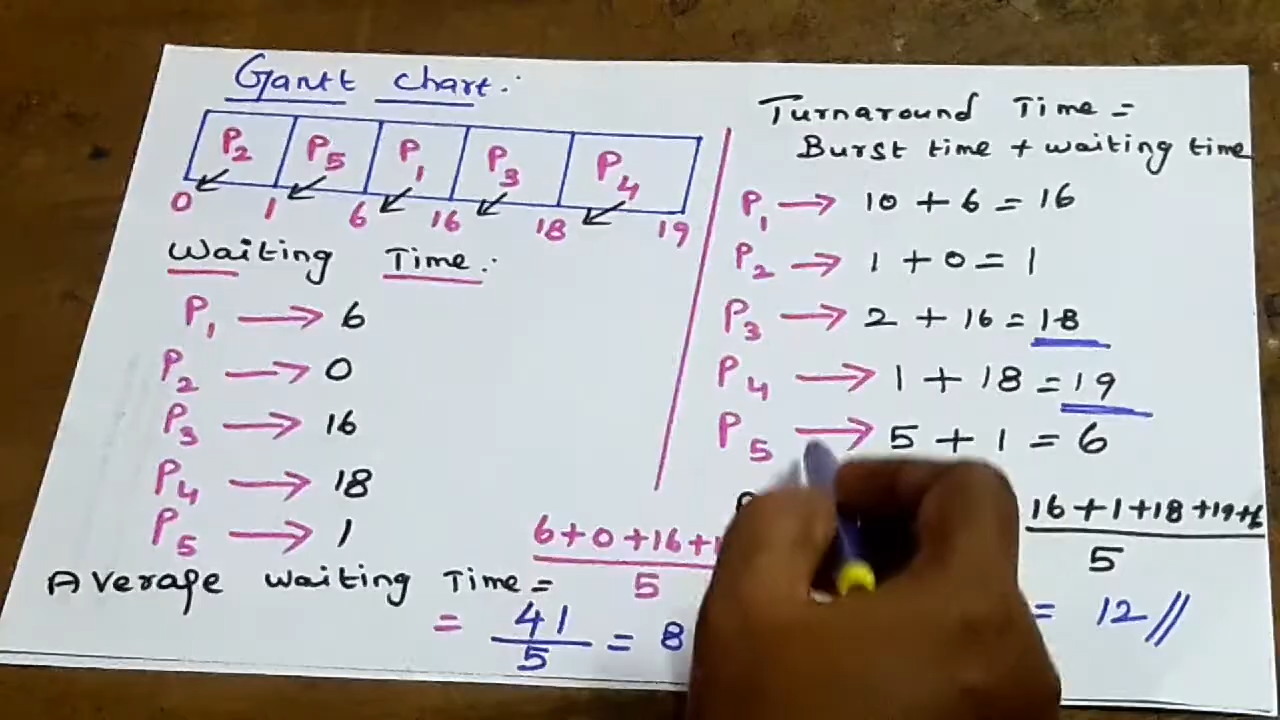 Gantt chart:
P2 P5 P1 P3 P4
0 1 6 16 18 19
Waiting Time:
P1 → 6
P2 → 0
P3 → 16
P4 → 18
P5 → 1
Average waiting Time = 6+0+16+1 / 5
= 41 / 5 = 8
Turnaround Time =
Burst time + waiting time
P1 → 10 + 6 = 16
P2 → 1 + 0 = 1
P3 → 2 + 16 = 18
P4 → 1 + 18 = 19
P5 → 5 + 1 = 6
16+1+18+19+6 / 5
= 12 //